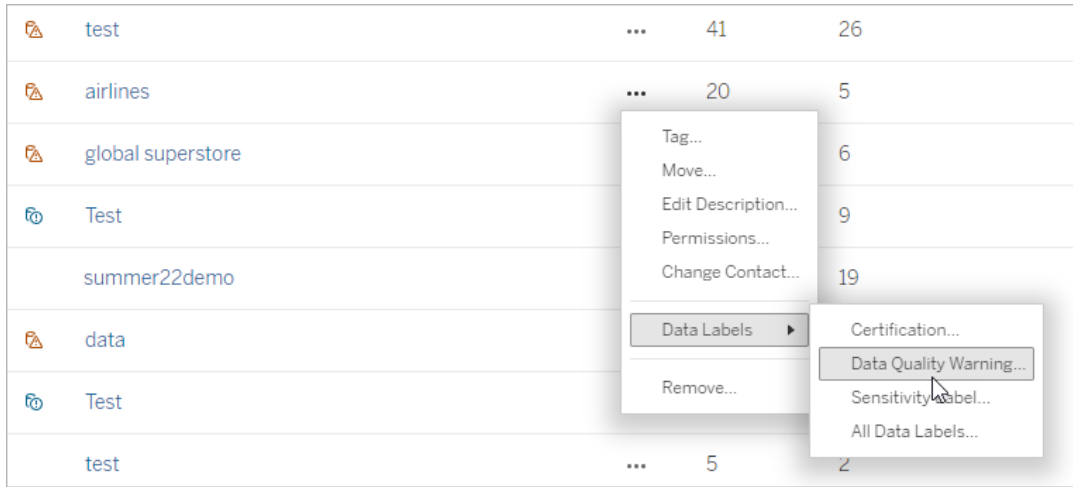 test ... 41 26
airlines ... 20 5
global superstore 6
Test 9
summer22demo 19
data
Test
test ... 5 2
Tag...
Move...
Edit Description...
Permissions...
Change Contact...
Data Labels
Remove...
Certification...
Data Quality Warning...
Sensitivity Label...
All Data Labels...